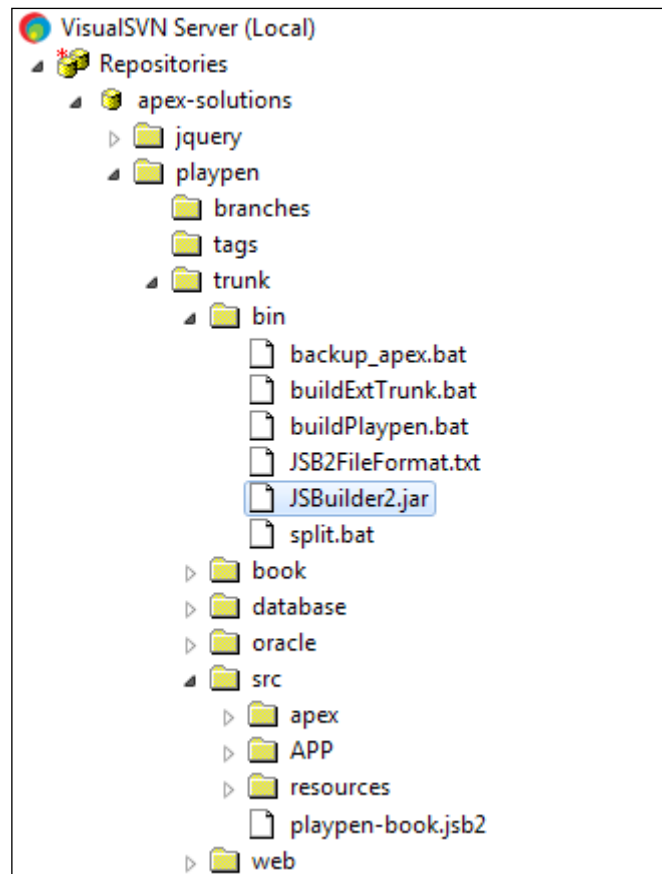 VisualSVN Server (Local)
Repositories
apex-solutions
jquery
playpen
branches
tags
trunk
bin
backup_apex.bat
buildExtTrunk.bat
buildPlaypen.bat
JSB2FileFormat.txt
JSBuilder2.jar
split.bat
book
database
oracle
src
apex
APP
resources
playpen-book.jsb2
web